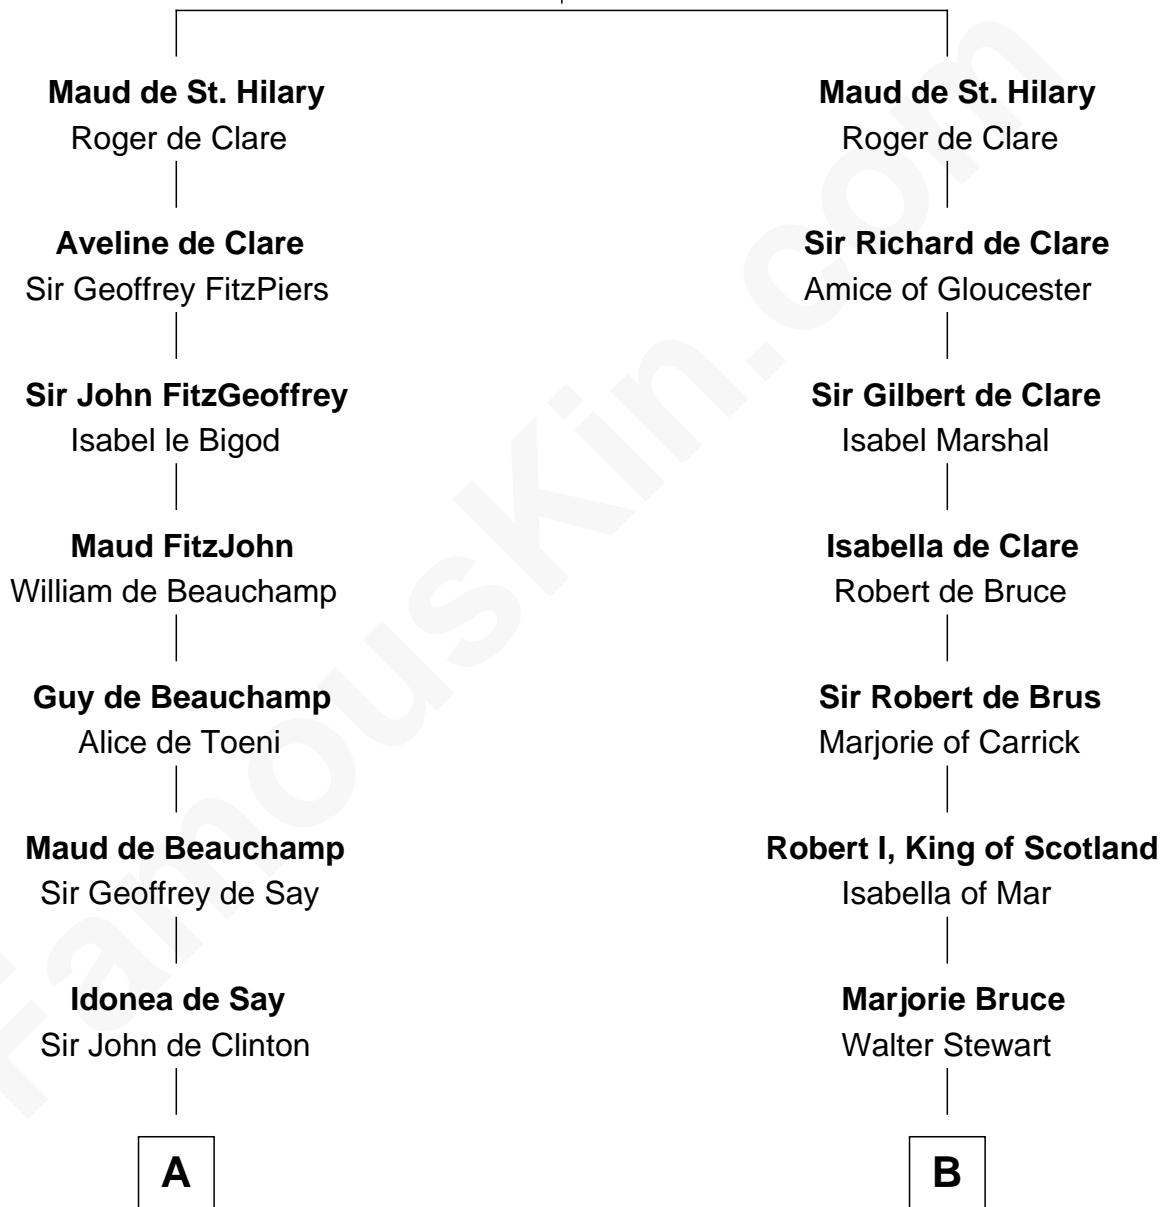 Maud de St. Hilary
Roger de Clare
Aveline de Clare
Sir Geoffrey FitzPiers
Sir John FitzGeoffrey
Isabel le Bigod
Maud FitzJohn
William de Beauchamp
Guy de Beauchamp
Alice de Toeni
Maud de Beauchamp
Sir Geoffrey de Say
Idonea de Say
Sir John de Clinton
A
Maud de St. Hilary
Roger de Clare
Sir Richard de Clare
Amice of Gloucester
Sir Gilbert de Clare
Isabel Marshal
Isabella de Clare
Robert de Bruce
Sir Robert de Brus
Marjorie of Carrick
Robert I, King of Scotland
Isabella of Mar
Marjorie Bruce
Walter Stewart
B
FamousKin.com